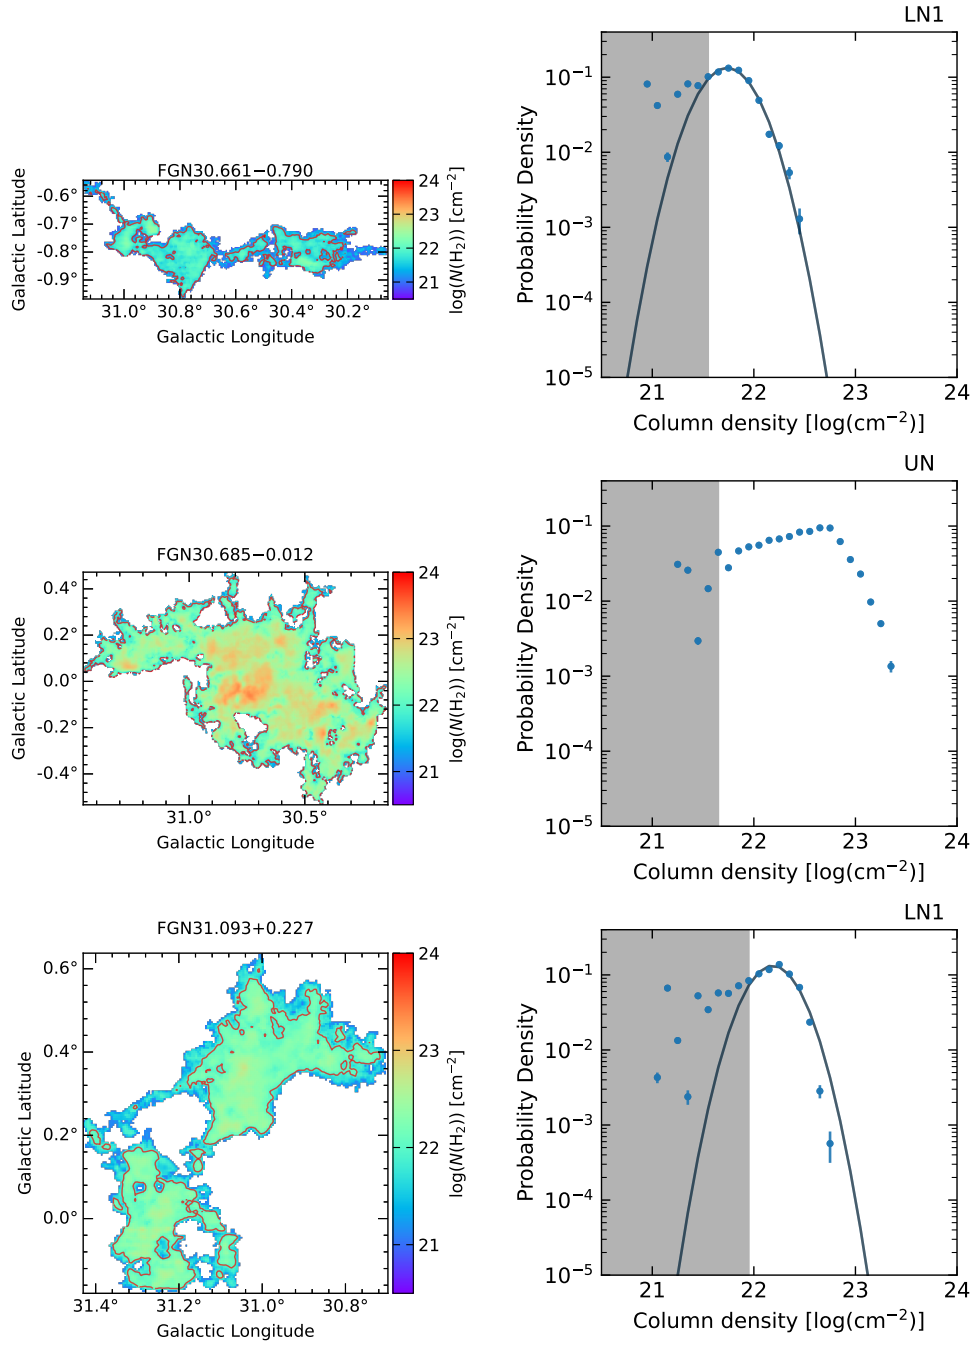 LN1
FGN30.661−0.790
Galactic Latitude
-0.6°
-0.7°
-0.8°
-0.9°
31.0° 30.8° 30.6° 30.4° 30.2°
Galactic Longitude
24
23
22
21
log(N(H₂)) [cm⁻²]
Probability Density
10⁻¹
10⁻²
10⁻³
10⁻⁴
10⁻⁵
21 22 23 24
Column density [log(cm⁻²)]
UN
FGN30.685−0.012
Galactic Latitude
0.4°
0.2°
0.0°
-0.2°
-0.4°
31.0° 30.5°
Galactic Longitude
24
23
22
21
log(N(H₂)) [cm⁻²]
Probability Density
10⁻¹
10⁻²
10⁻³
10⁻⁴
10⁻⁵
21 22 23 24
Column density [log(cm⁻²)]
LN1
FGN31.093+0.227
Galactic Latitude
0.6°
0.4°
0.2°
0.0°
31.4° 31.2° 31.0° 30.8°
Galactic Longitude
24
23
22
21
log(N(H₂)) [cm⁻²]
Probability Density
10⁻¹
10⁻²
10⁻³
10⁻⁴
10⁻⁵
21 22 23 24
Column density [log(cm⁻²)]